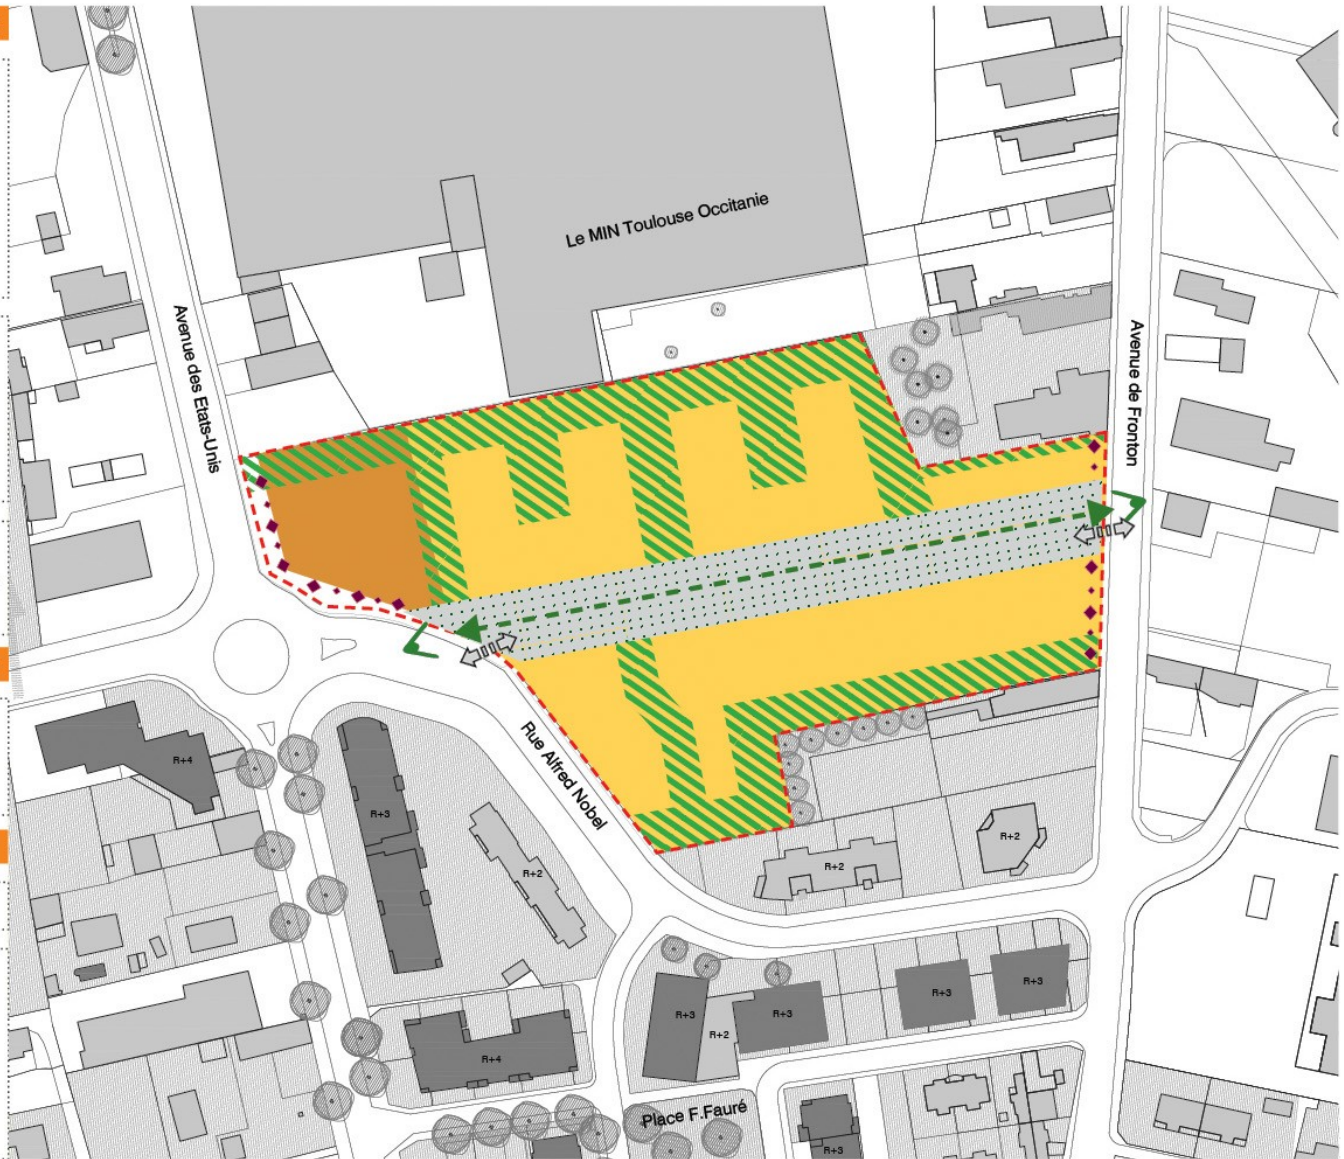 Le MIN Toulouse Occitanie
Avenue des Etats-Unis
Avenue de Fronton
Rue Alfred Nobel
R+4
R+3
R+2
R+2
R+2
R+3
R+2
R+3
R+3
R+3
R+4
Place F.Fauré
R+3